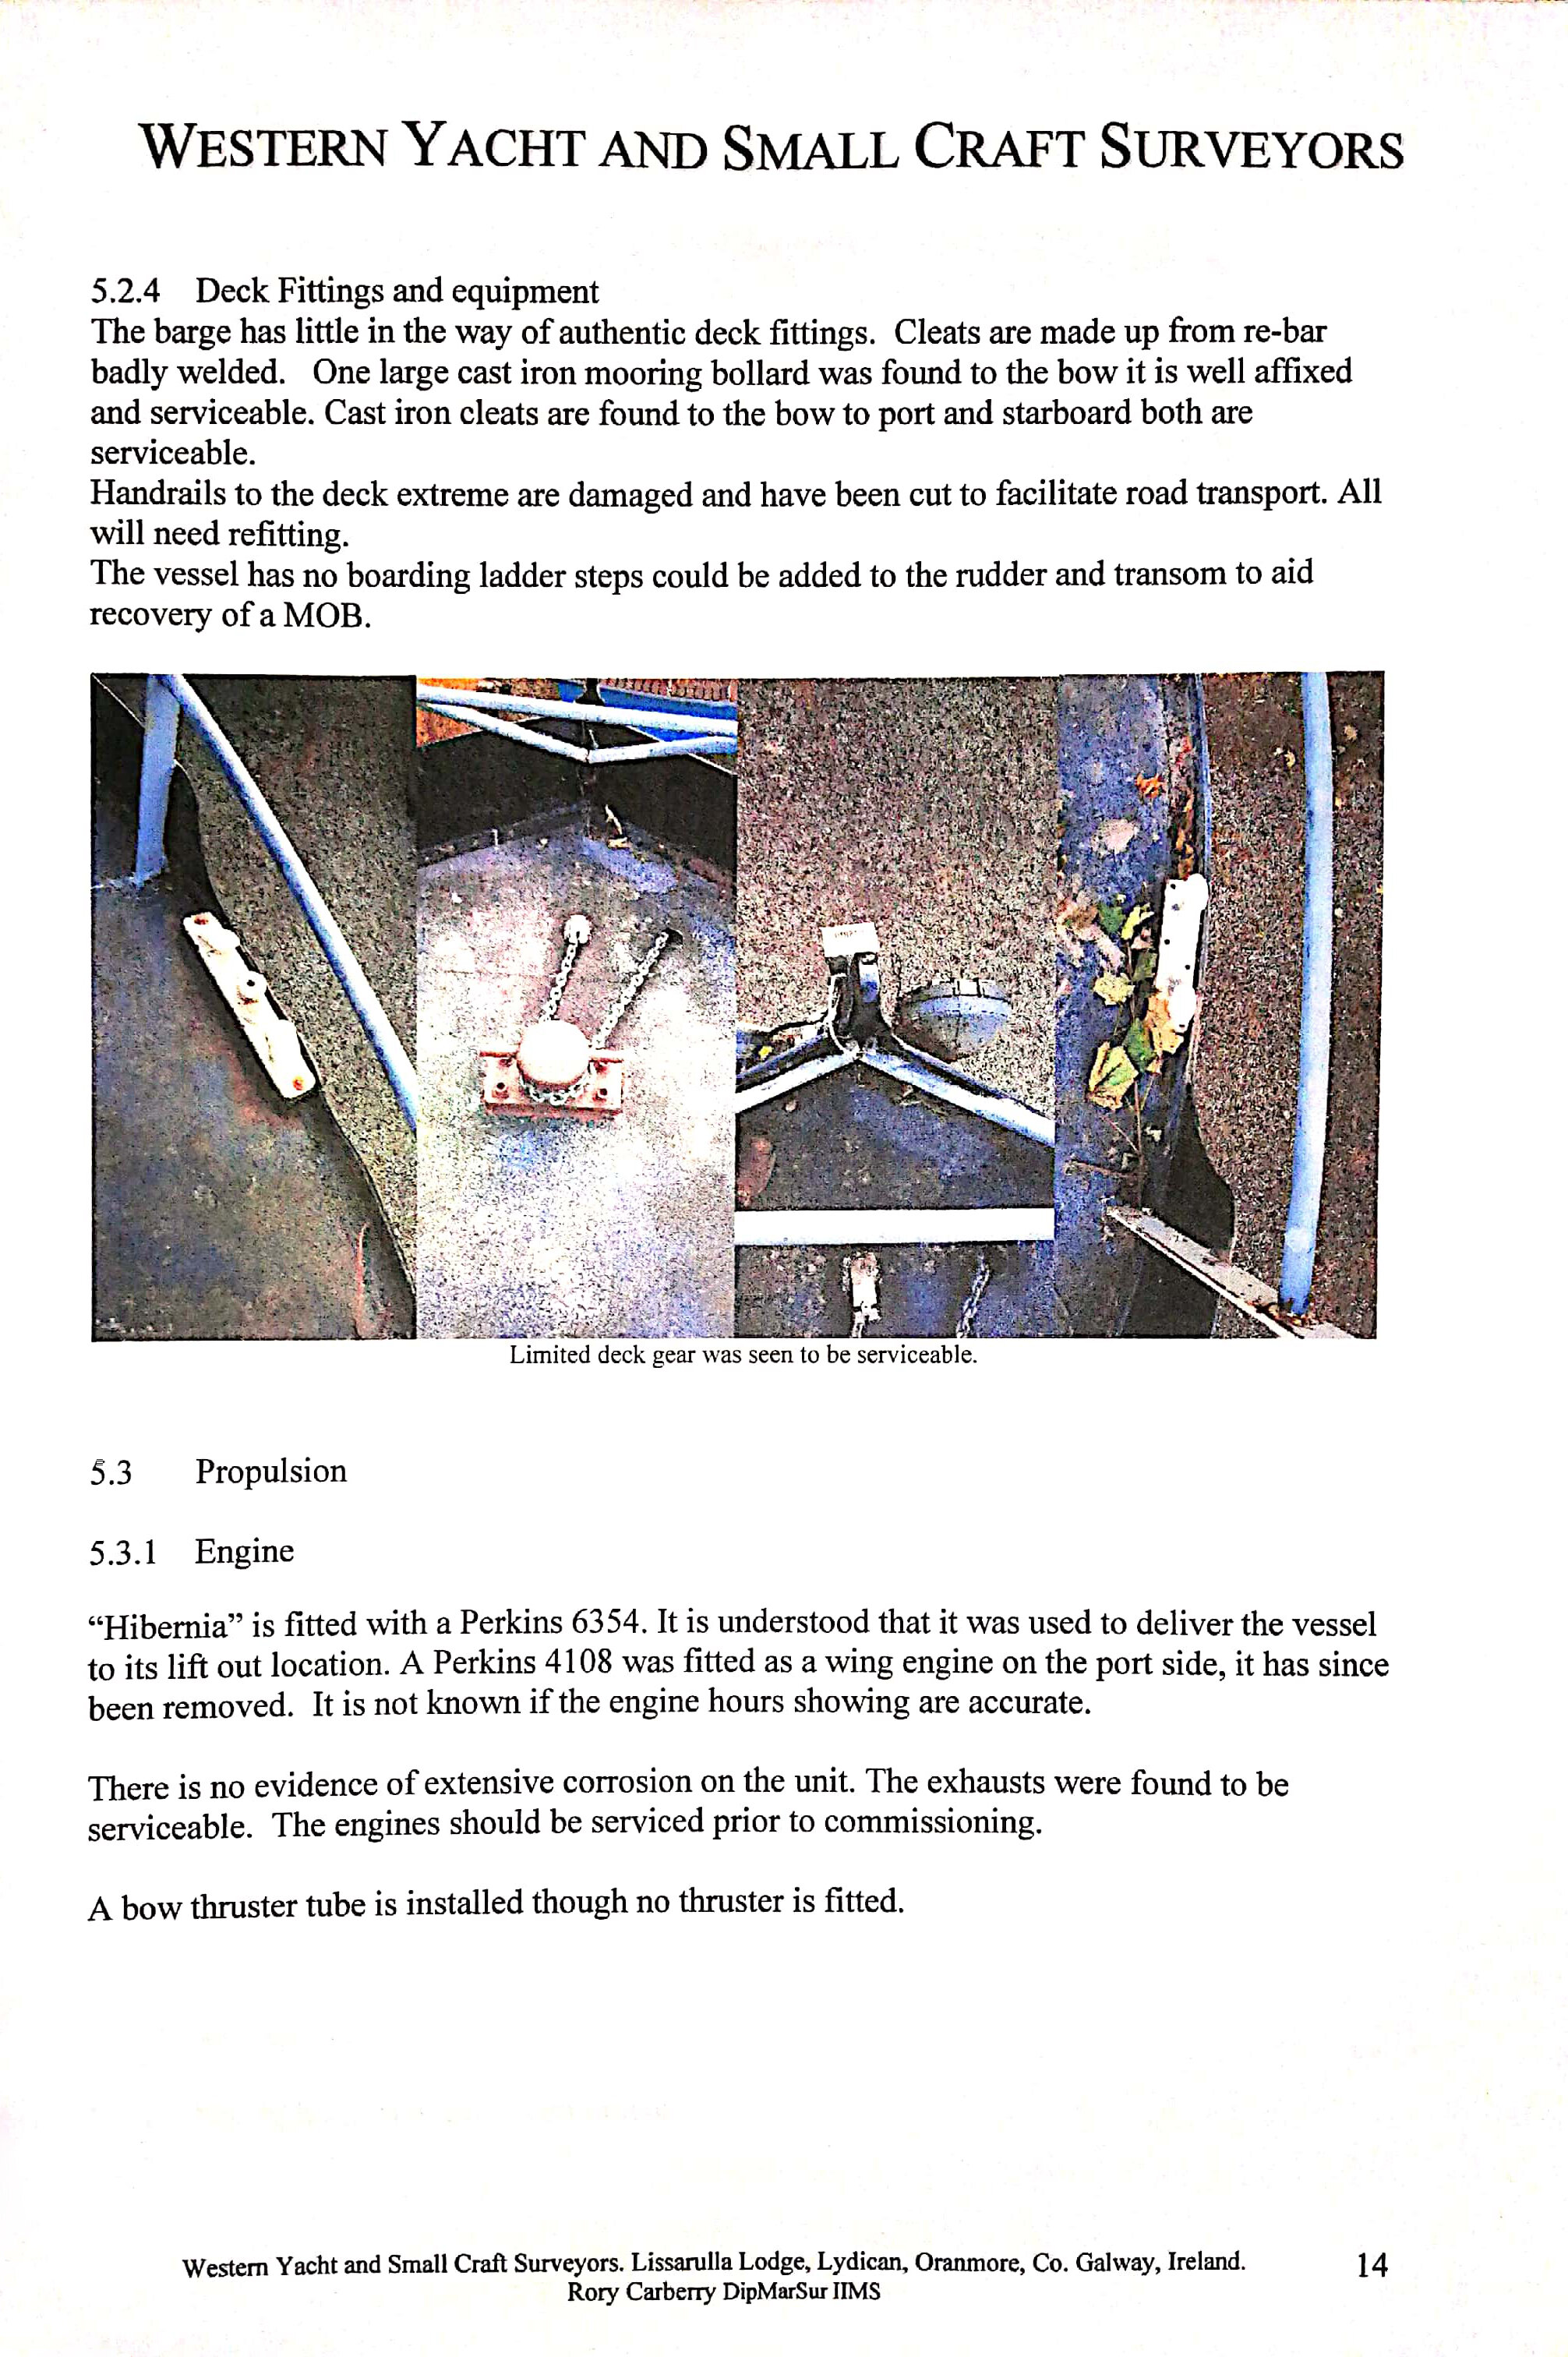 WESTERN YACHT AND SMALL CRAFT SURVEYORS
5.2.4 Deck Fittings and equipment
The barge has little in the way of authentic deck fittings. Cleats are made up from re-bar
badly welded. One large cast iron mooring bollard was found to the bow it is well affixed
and serviceable. Cast iron cleats are found to the bow to port and starboard both are
serviceable.
Handrails to the deck extreme are damaged and have been cut to facilitate road transport. All
will need refitting.
The vessel has no boarding ladder steps could be added to the rudder and transom to aid
recovery of a MOB.
Limited deck gear was seen to be serviceable.
5.3 Propulsion
5.3.1 Engine
“Hibernia” is fitted with a Perkins 6354. It is understood that it was used to deliver the vessel
to its lift out location. A Perkins 4108 was fitted as a wing engine on the port side, it has since
been removed. It is not known if the engine hours showing are accurate.
There is no evidence of extensive corrosion on the unit. The exhausts were found to be
serviceable. The engines should be serviced prior to commissioning.
A bow thruster tube is installed though no thruster is fitted.
Western Yacht and Small Craft Surveyors. Lissarulla Lodge, Lydican, Oranmore, Co. Galway, Ireland. 14
Rory Carberry DipMarSur IIMS